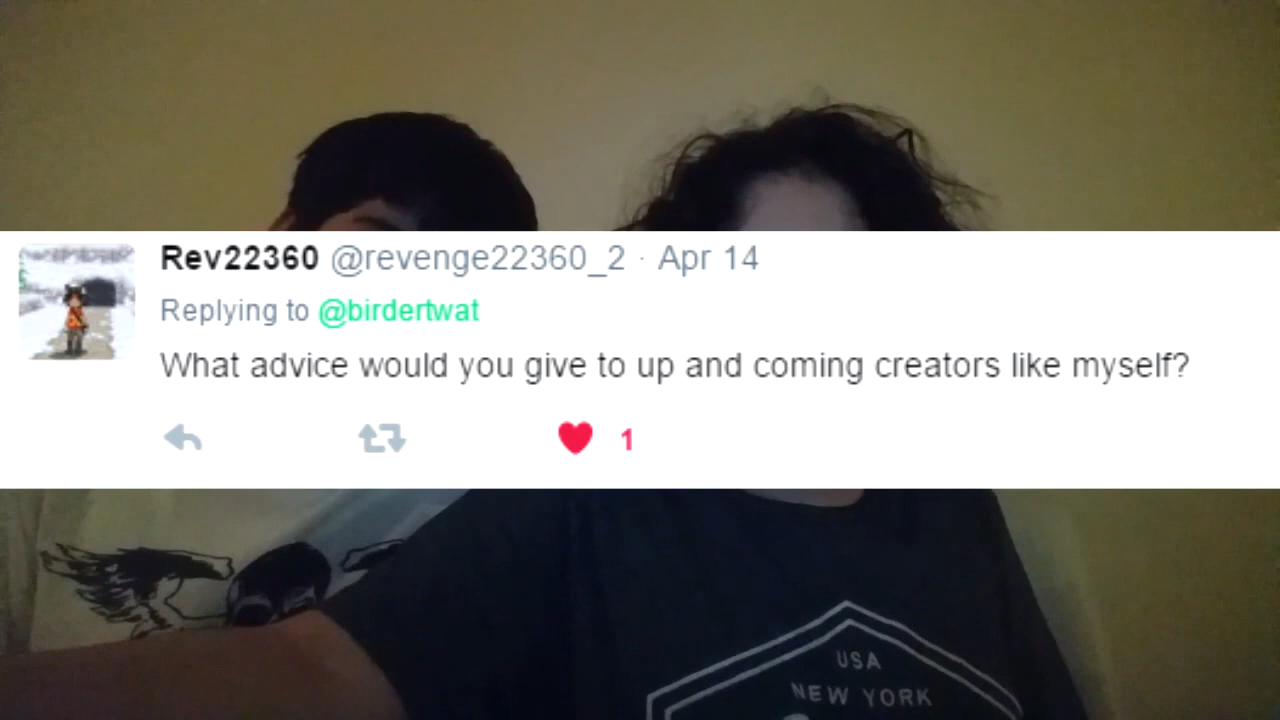 Rev22360 @revenge22360_2 · Apr 14
Replying to @birdertwat
What advice would you give to up and coming creators like myself?
1
USA
NEW YORK